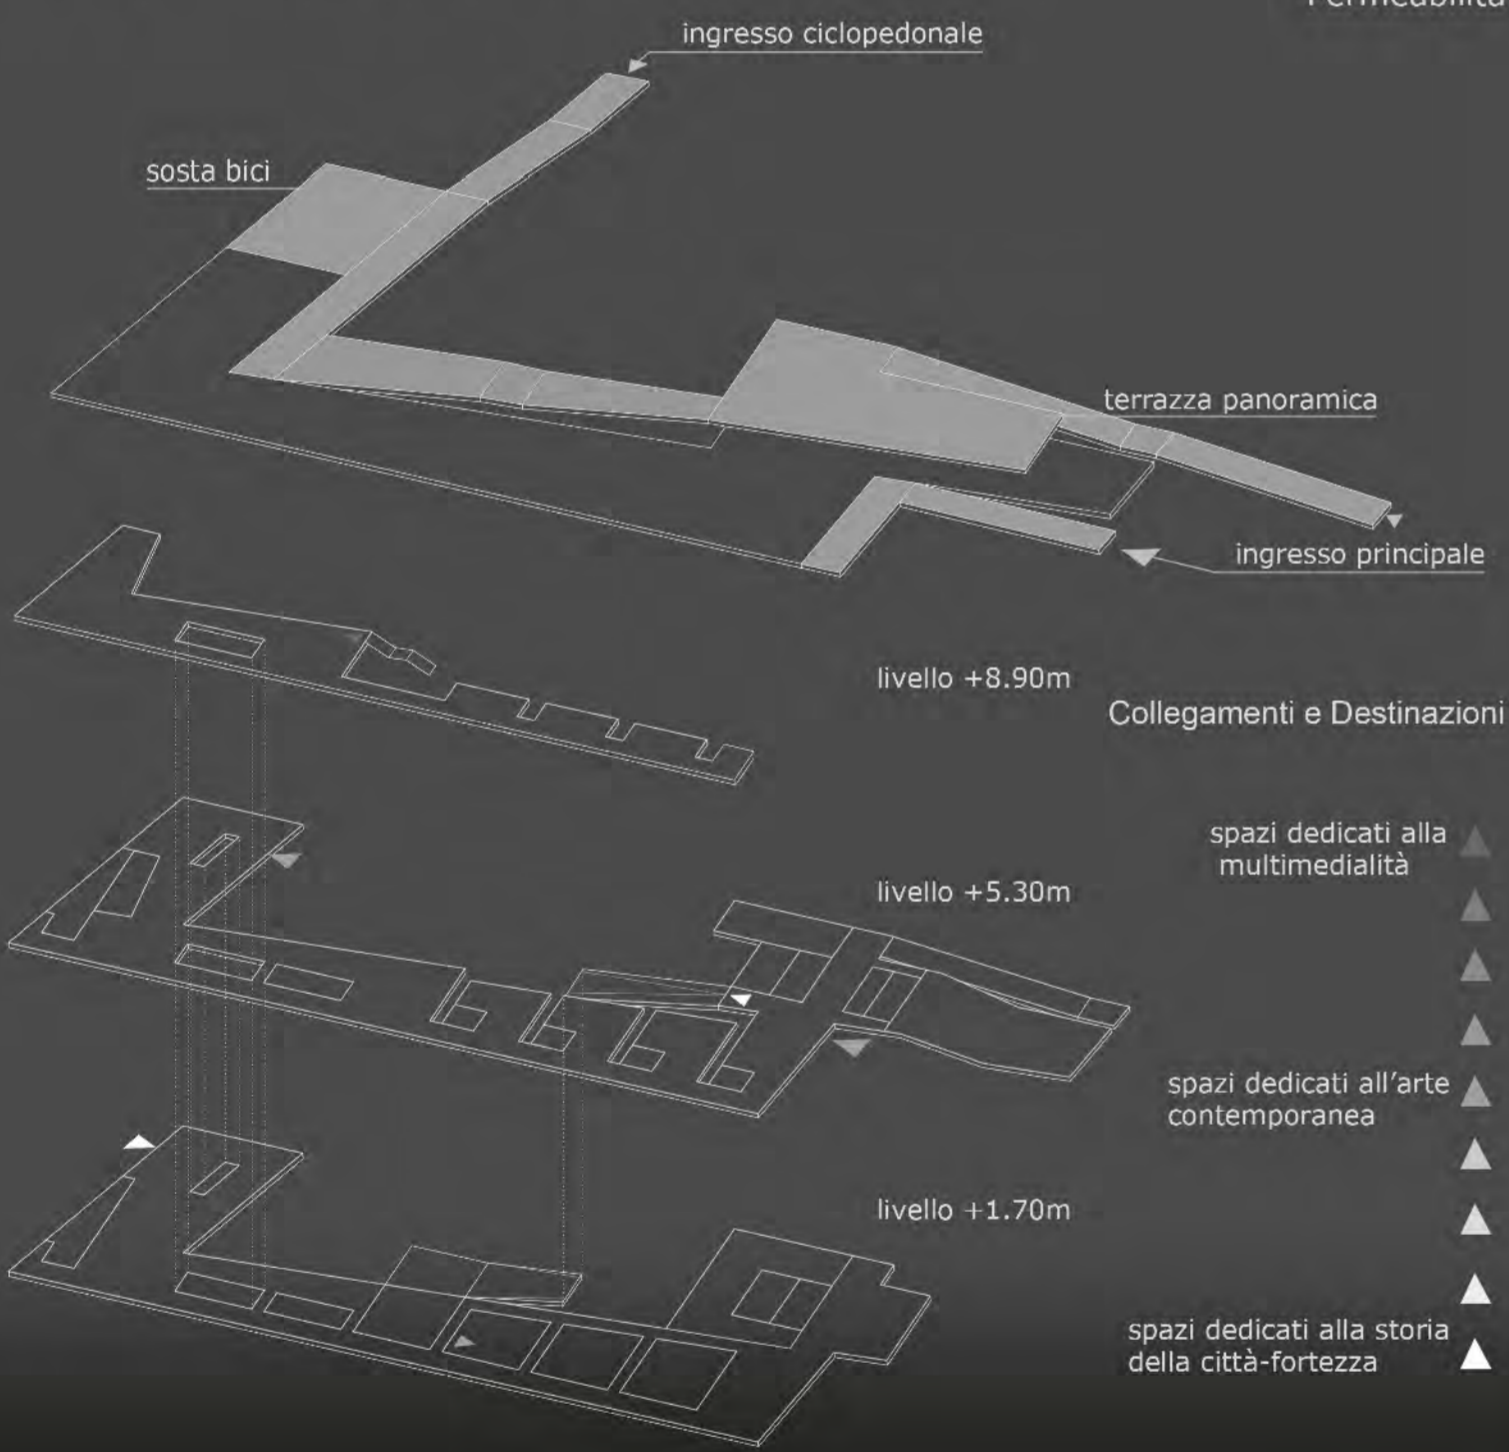 Permeabilità
ingresso ciclopedonale
sosta bici
terrazza panoramica
ingresso principale
livello +8.90m
Collegamenti e Destinazioni
spazi dedicati alla
multimedialità
livello +5.30m
spazi dedicati all'arte
contemporanea
livello +1.70m
spazi dedicati alla storia
della città-fortezza